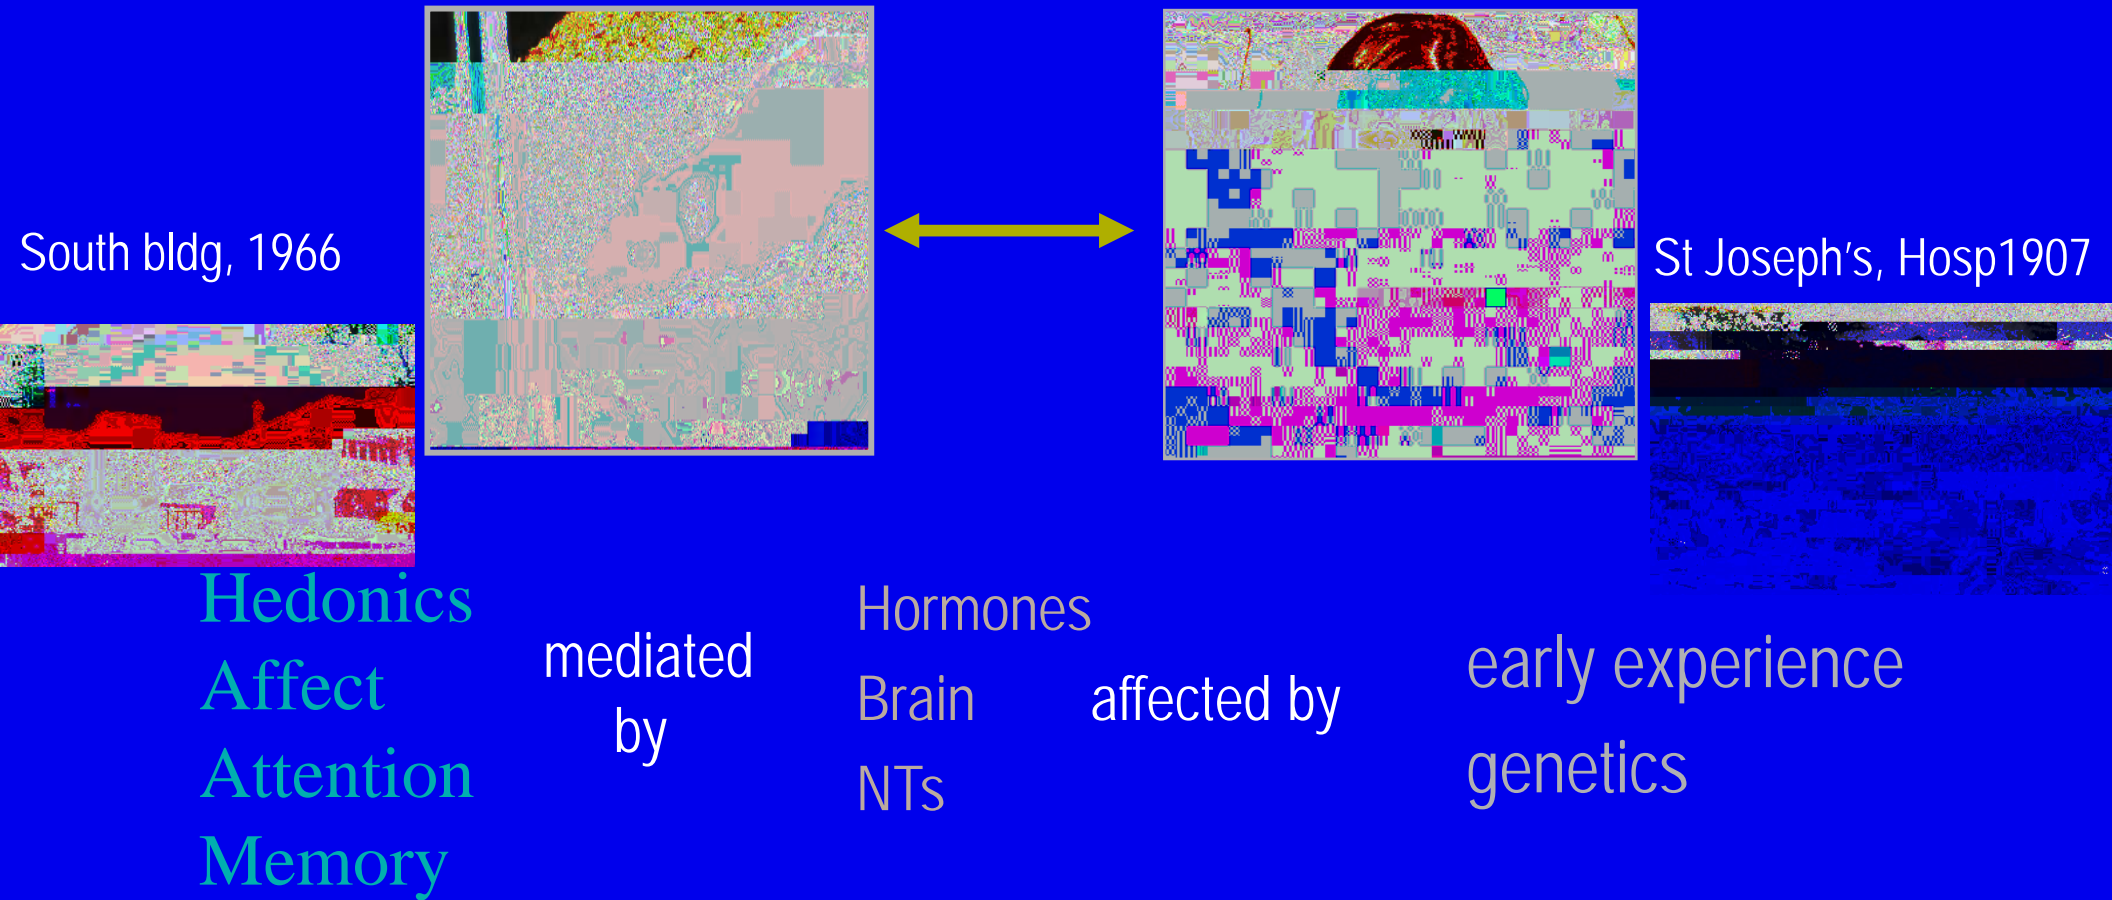 South bldg, 1966
St Joseph's, Hosp1907
Hedonics
Affect
Attention
Memory
mediated
by
Hormones
Brain
NTs
affected by
early experience
genetics